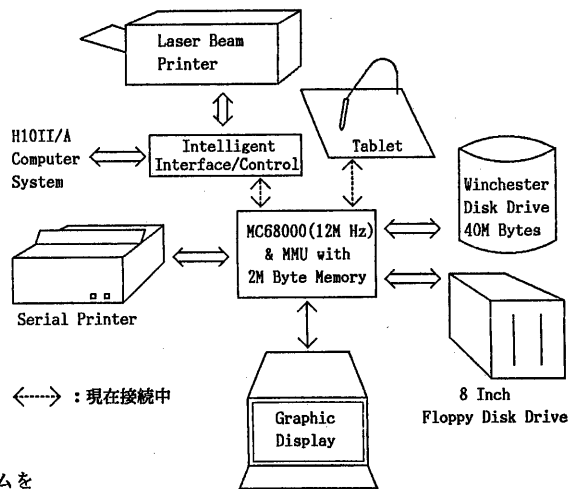 Laser Beam
Printer
H10II/A
Computer
System
Intelligent
Interface/Control
Tablet
Winchester
Disk Drive
40M Bytes
MC68000(12M Hz)
& MMU with
2M Byte Memory
Serial Printer
8 Inch
Floppy Disk Drive
：現在接続中
Graphic
Display
ムを